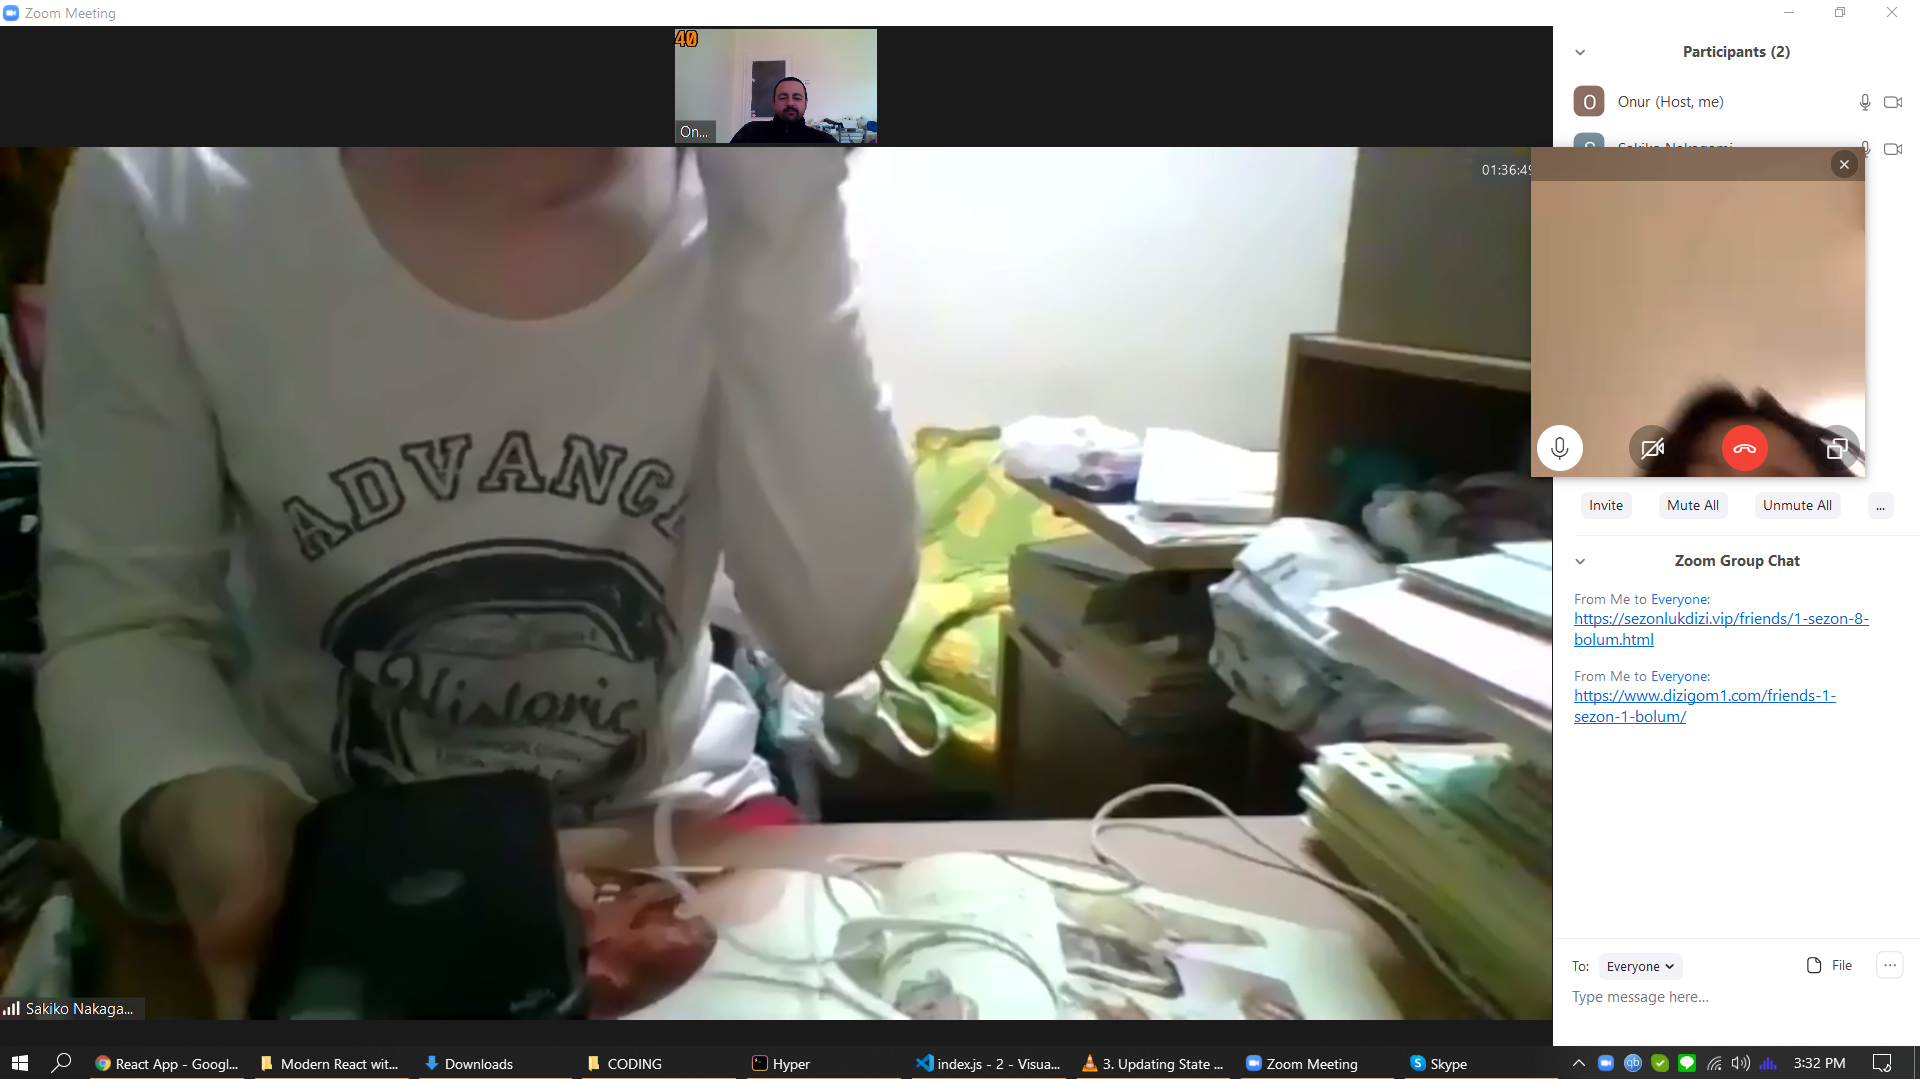 Zoom Meeting
40
On...
Participants (2)
O
Onur (Host, me)
01:36:49
ADVANC
Historic
Invite
Mute All
Unmute All
...
Zoom Group Chat
From Me to Everyone:
https://sezonlukdizi.vip/friends/1-sezon-8-
bolum.html
From Me to Everyone:
https://www.dizigom1.com/friends-1-
sezon-1-bolum/
To:
Everyone
File
Type message here...
Sakiko Nakaga...
React App - Googl...
Modern React wit...
Downloads
CODING
Hyper
index.js - 2 - Visua...
3. Updating State ...
Zoom Meeting
Skype
qb
3:32 PM